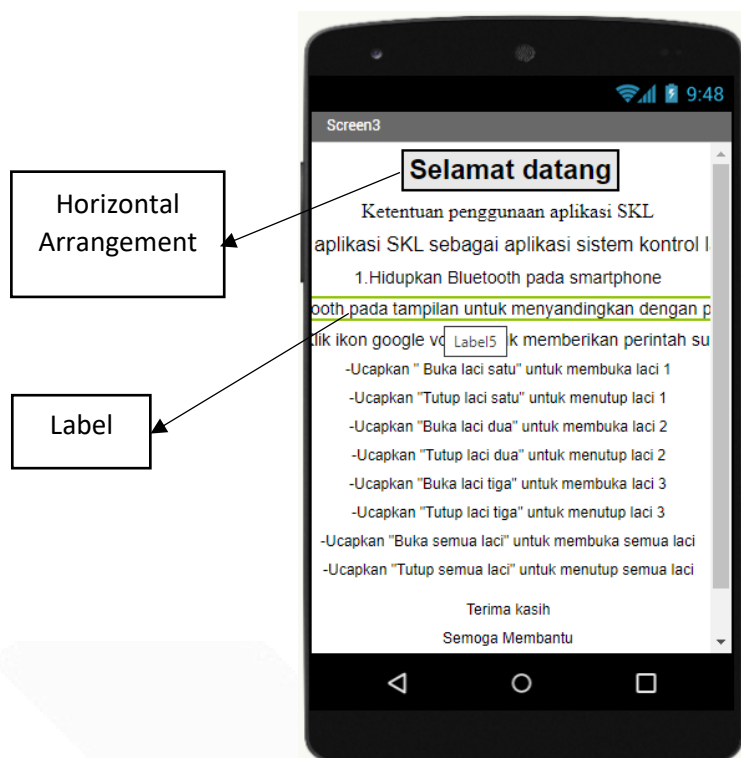 9:48
Screen3
Selamat datang
Horizontal
Arrangement
Ketentuan penggunaan aplikasi SKL
aplikasi SKL sebagai aplikasi sistem kontrol
1.Hidupkan Bluetooth pada smartphone
ooth pada tampilan untuk menyandingkan dengan p
lik ikon google vo k memberikan perintah su
Label5
-Ucapkan " Buka laci satu" untuk membuka laci 1
-Ucapkan "Tutup laci satu" untuk menutup laci 1
Label
-Ucapkan "Buka laci dua" untuk membuka laci 2
-Ucapkan "Tutup laci dua" untuk menutup laci 2
-Ucapkan "Buka laci tiga" untuk membuka laci 3
-Ucapkan "Tutup laci tiga" untuk menutup laci 3
-Ucapkan "Buka semua laci" untuk membuka semua laci
-Ucapkan "Tutup semua laci" untuk menutup semua laci
Terima kasih
Semoga Membantu